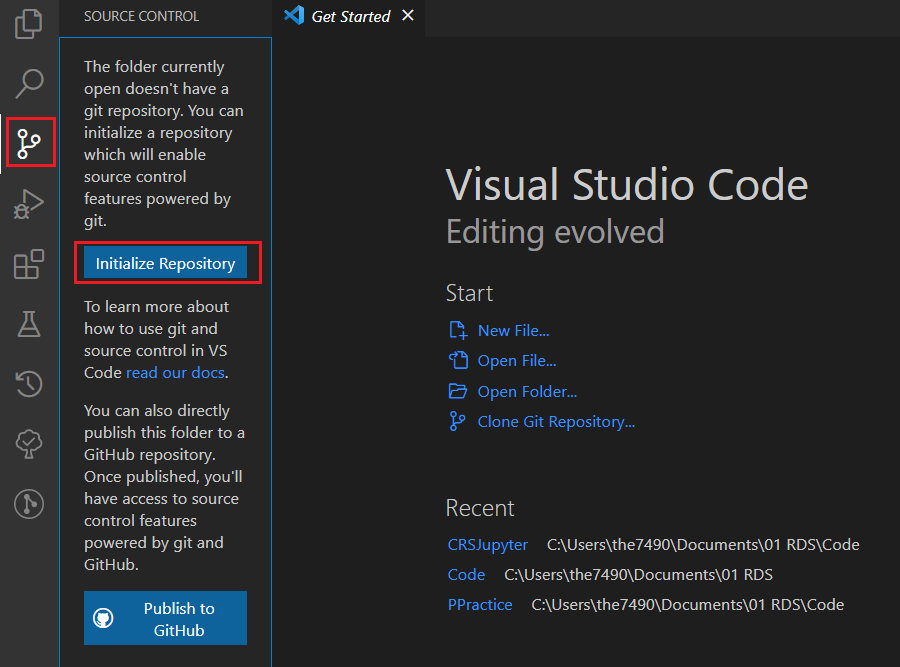 SOURCE CONTROL
Get Started
The folder currently
open doesn't have a
git repository. You can
initialize a repository
which will enable
source control
features powered by
git.
Initialize Repository
To learn more about
how to use git and
source control in VS
Code read our docs.
You can also directly
publish this folder to a
GitHub repository.
Once published, you'll
have access to source
control features
powered by git and
GitHub.
Publish to
GitHub
Visual Studio Code
Editing evolved
Start
New File...
Open File...
Open Folder...
Clone Git Repository...
Recent
CRSJupyter C:\Users\the7490\Documents\01 RDS\Code
Code C:\Users\the7490\Documents\01 RDS
PPractice C:\Users\the7490\Documents\01 RDS\Code